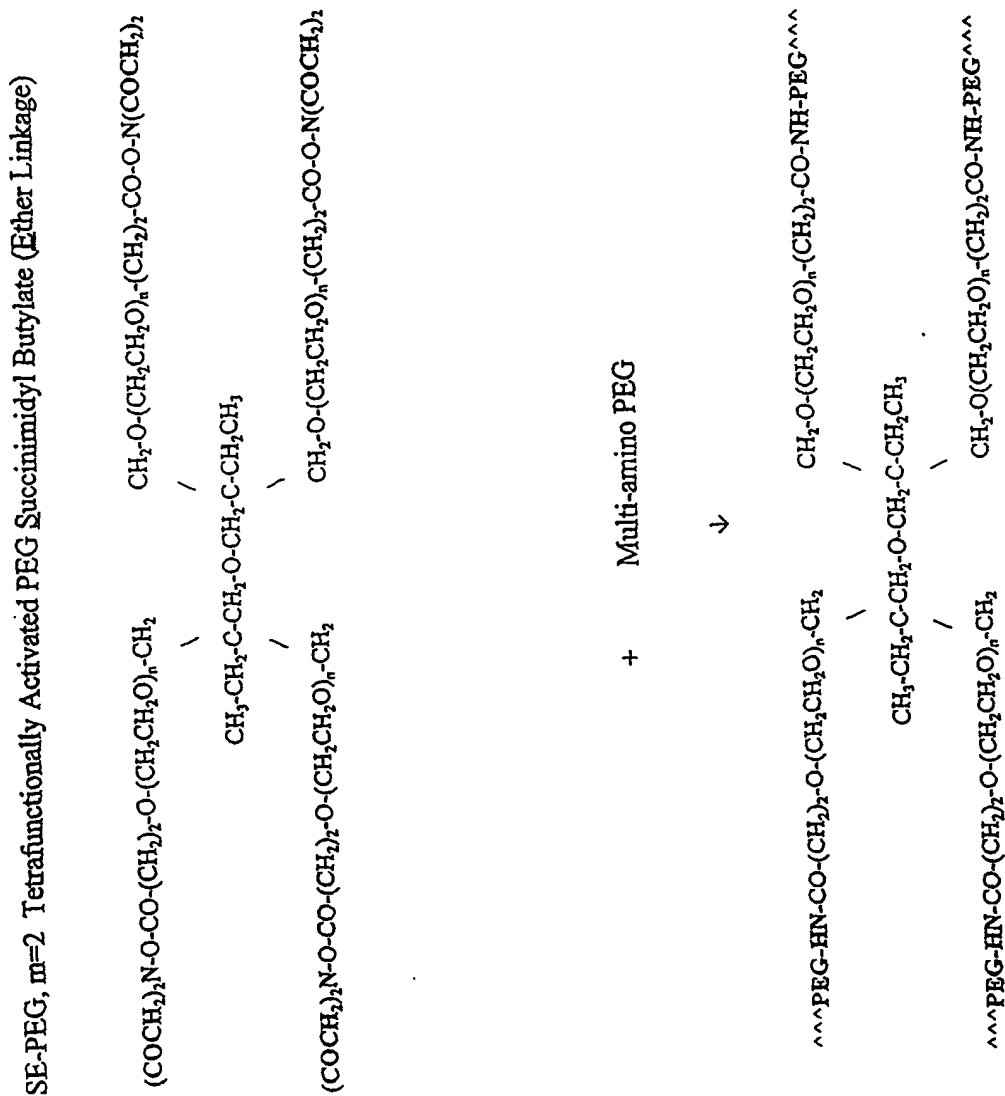 SE-PEG, m=2 Tetrafunctionally Activated PEG Succinimidyl Butylate (Ether Linkage)
(COCH₂)₂N-O-CO-(CH₂)₂-O-(CH₂CH₂O)ₙ-CH₂ CH₂-O-(CH₂CH₂O)ₙ-(CH₂)₂-CO-O-N(COCH₂)₂
\ /
CH₃-CH₂-C-CH₂-O-CH₂-C-CH₂CH₃
/ \
(COCH₂)₂N-O-CO-(CH₂)₂-O-(CH₂CH₂O)ₙ-CH₂ CH₂-O-(CH₂CH₂O)ₙ-(CH₂)₂-CO-O-N(COCH₂)₂
+ Multi-amino PEG
↓
^^^PEG-HN-CO-(CH₂)₂-O-(CH₂CH₂O)ₙ-CH₂ CH₂-O-(CH₂CH₂O)ₙ-(CH₂)₂-CO-NH-PEG^^^
\ /
CH₃-CH₂-C-CH₂-O-CH₂-C-CH₂CH₃
/ \
^^^PEG-HN-CO-(CH₂)₂-O-(CH₂CH₂O)ₙ-CH₂ CH₂-O(CH₂CH₂O)ₙ-(CH₂)₂CO-NH-PEG^^^